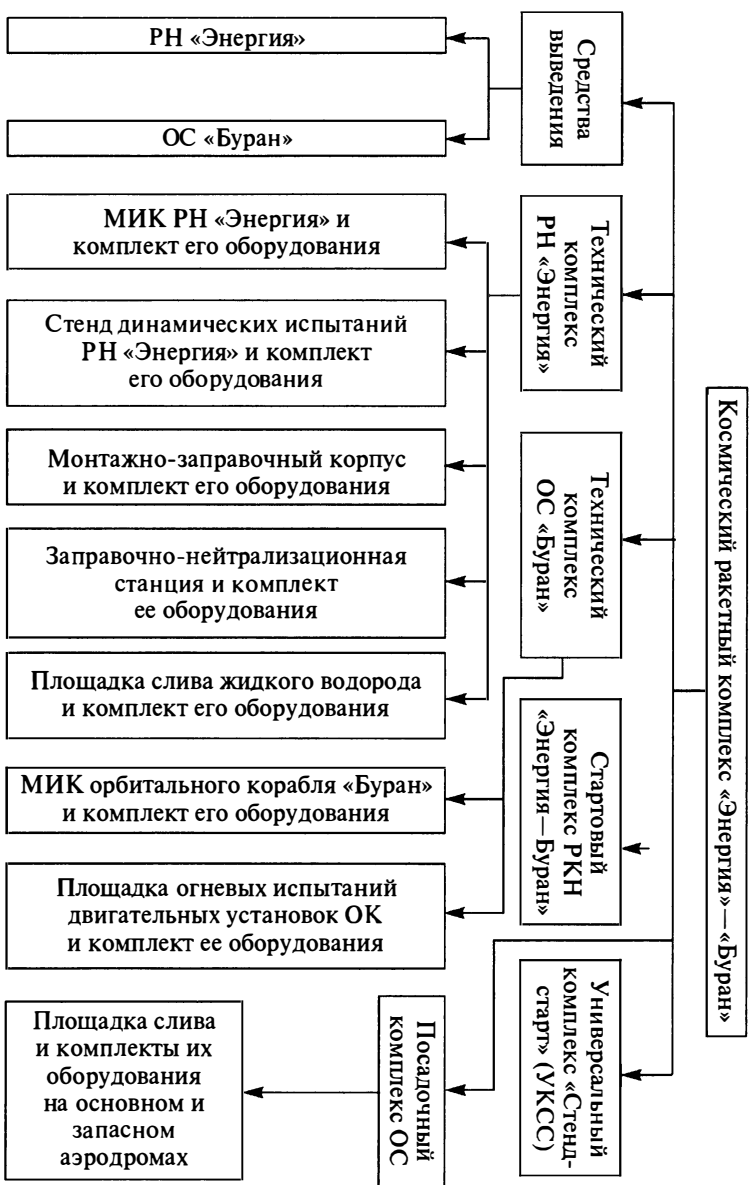 Космический ракетный комплекс «Энергия»—«Буран»
Средства
выведения
Технический
комплекс
РН «Энергия»
Технический
комплекс
ОС «Буран»
Стартовый
комплекс РКН
«Энергия—Буран»
Универсальный
комплекс «Стенд-
старт» (УКСС)
Посадочный
комплекс ОС
РН «Энергия»
ОС «Буран»
МИК РН «Энергия» и
комплект его оборудования
Стенд динамических испытаний
РН «Энергия» и комплект
его оборудования
Монтажно-заправочный корпус
и комплект его оборудования
Заправочно-нейтрализационная
станция и комплект
ее оборудования
Площадка слива жидкого водорода
и комплект его оборудования
МИК орбитального корабля «Буран»
и комплект его оборудования
Площадка огневых испытаний
двигательных установок ОК
и комплект ее оборудования
Площадка слива
и комплекты их
оборудования
на основном и
запасном
аэродромах